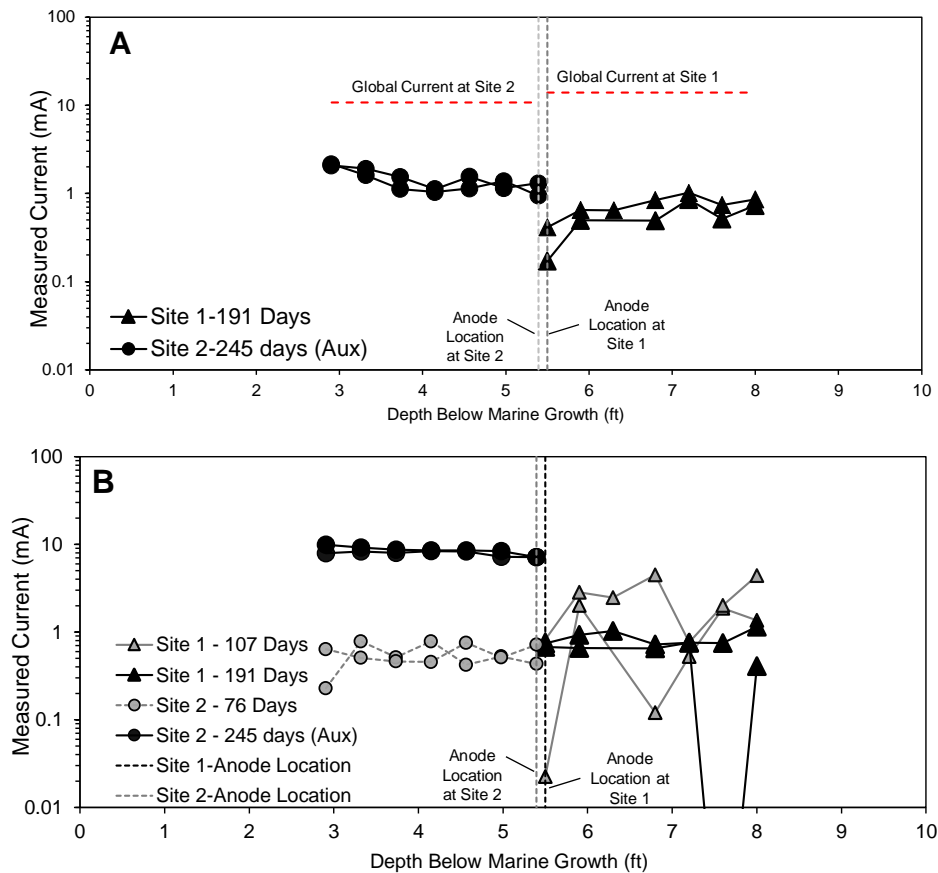 A
Global Current at Site 2
Global Current at Site 1
Measured Current (mA)
100
10
1
0.1
0.01
Site 1-191 Days
Site 2-245 days (Aux)
Anode
Location
at Site 2
Anode
Location at
Site 1
0 1 2 3 4 5 6 7 8 9 10
Depth Below Marine Growth (ft)
B
Measured Current (mA)
100
10
1
0.1
0.01
Site 1 - 107 Days
Site 1 - 191 Days
Site 2 - 76 Days
Site 2 - 245 days (Aux)
Site 1-Anode Location
Site 2-Anode Location
Anode
Location
at Site 2
Anode
Location at
Site 1
0 1 2 3 4 5 6 7 8 9 10
Depth Below Marine Growth (ft)